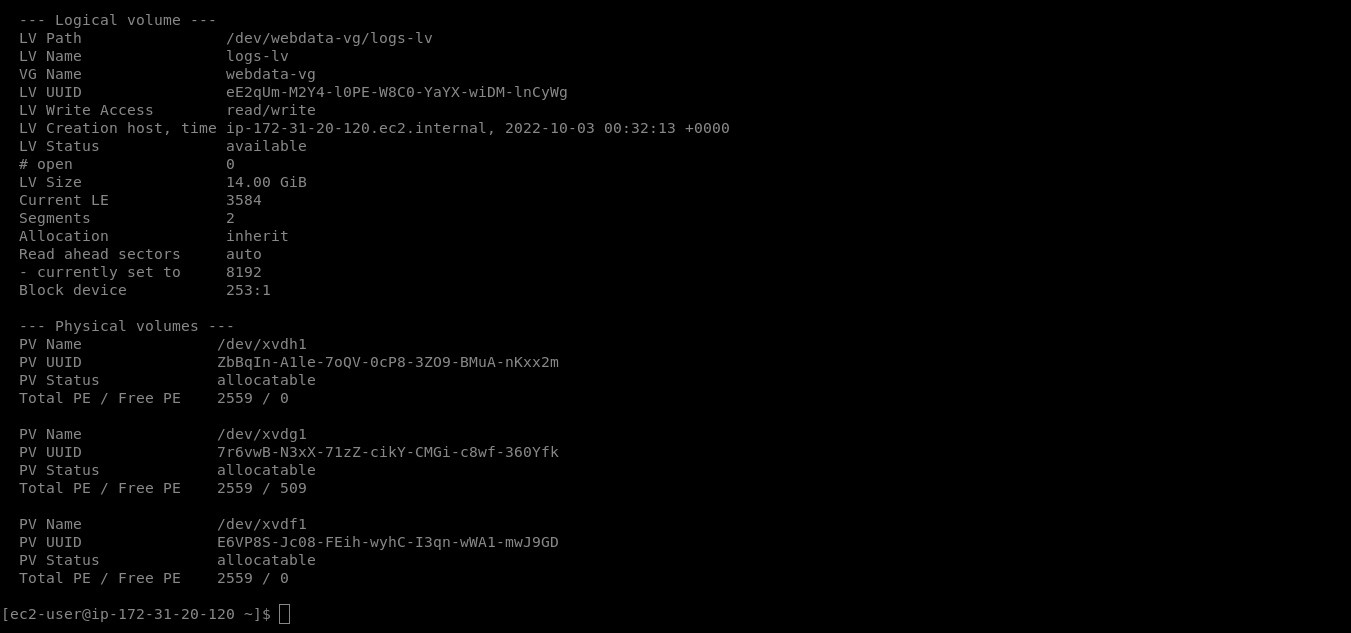 --- Logical volume ---
LV Path                /dev/webdata-vg/logs-lv
LV Name                logs-lv
VG Name                webdata-vg
LV UUID                eE2qUm-M2Y4-l0PE-W8C0-YaYX-wiDM-lnCyWg
LV Write Access        read/write
LV Creation host, time ip-172-31-20-120.ec2.internal, 2022-10-03 00:32:13 +0000
LV Status              available
# open                 0
LV Size                14.00 GiB
Current LE             3584
Segments               2
Allocation             inherit
Read ahead sectors     auto
- currently set to     8192
Block device           253:1
--- Physical volumes ---
PV Name               /dev/xvdh1
PV UUID               ZbBqIn-A1le-7oQV-0cP8-3ZO9-BMuA-nKxx2m
PV Status             allocatable
Total PE / Free PE    2559 / 0
PV Name               /dev/xvdg1
PV UUID               7r6vwB-N3xX-71zZ-cikY-CMGi-c8wf-360Yfk
PV Status             allocatable
Total PE / Free PE    2559 / 509
PV Name               /dev/xvdf1
PV UUID               E6VP8S-Jc08-FEih-wyhC-I3qn-wWA1-mwJ9GD
PV Status             allocatable
Total PE / Free PE    2559 / 0
[ec2-user@ip-172-31-20-120 ~]$